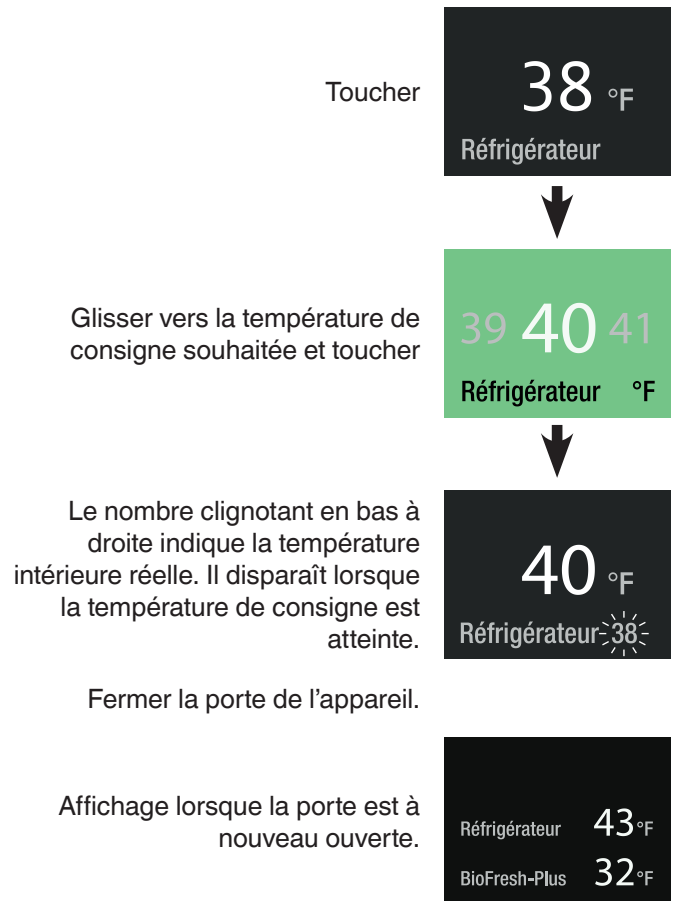 Toucher
38 °F
Réfrigérateur
Glisser vers la température de
consigne souhaitée et toucher
39 40 41
Réfrigérateur °F
Le nombre clignotant en bas à
droite indique la température
intérieure réelle. Il disparaît lorsque
la température de consigne est
atteinte.
40 °F
Réfrigérateur 38
Fermer la porte de l’appareil.
Affichage lorsque la porte est à
nouveau ouverte.
Réfrigérateur 43 °F
BioFresh-Plus 32 °F